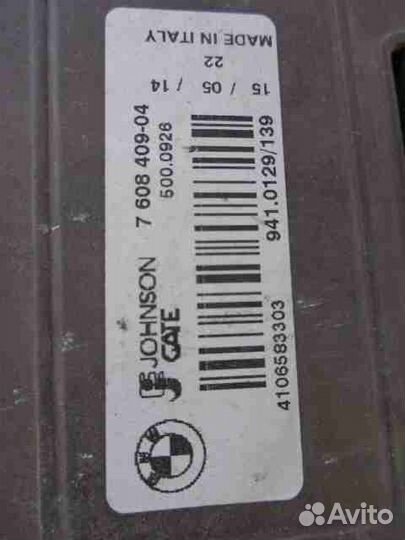 JOHNSON
GATE
7 608 409-04
500.0926
15 / 05 / 14
22
MADE IN ITALY
941.0129/139
4106583303
Avito